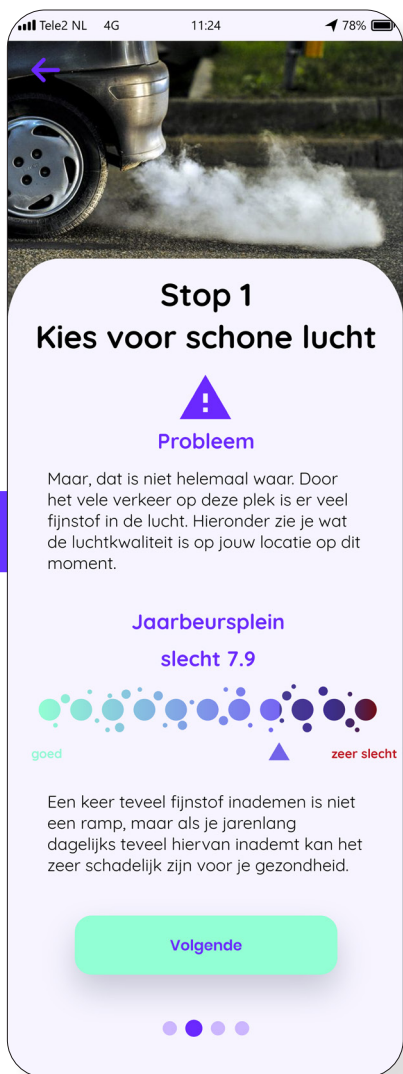 Tele2 NL 4G 11:24 78%
Stop 1
Kies voor schone lucht
Probleem
Maar, dat is niet helemaal waar. Door
het vele verkeer op deze plek is er veel
fijnstof in de lucht. Hieronder zie je wat
de luchtkwaliteit is op jouw locatie op dit
moment.
Jaarbeursplein
slecht 7.9
goed zeer slecht
Een keer teveel fijnstof inademen is niet
een ramp, maar als je jarenlang
dagelijks teveel hiervan inademt kan het
zeer schadelijk zijn voor je gezondheid.
Volgende